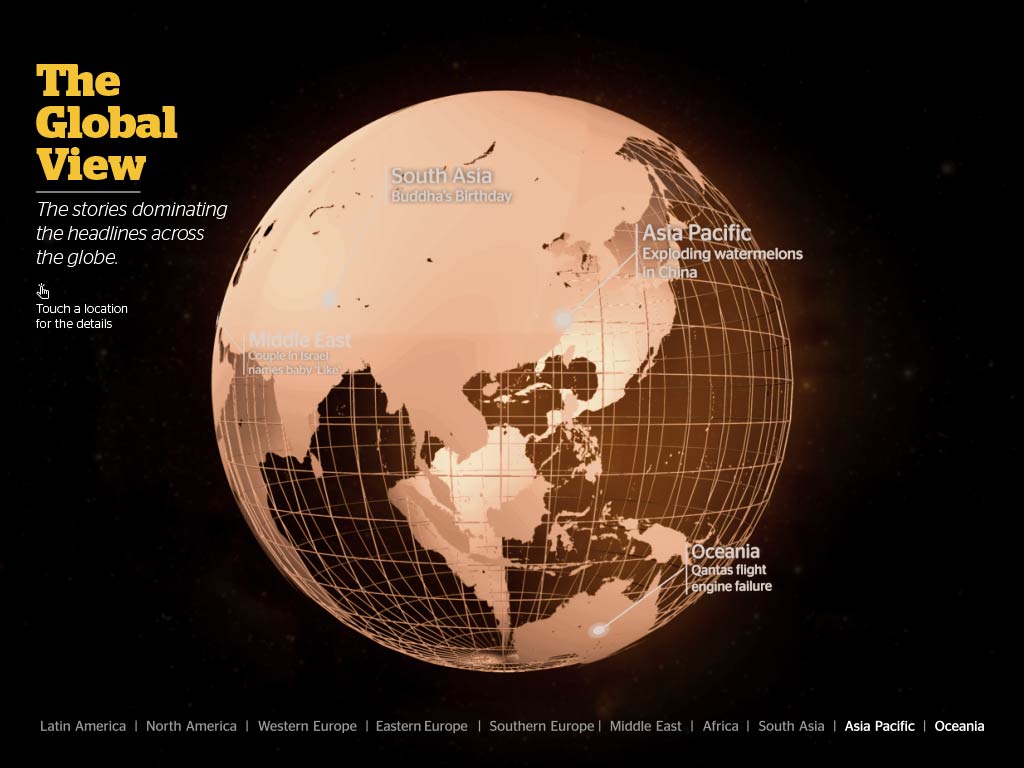 The
Global
View
The stories dominating
the headlines across
the globe.
Touch a location
for the details
South Asia
Buddha's Birthday
Asia Pacific
Exploding watermelons
in China
Middle East
Couple in Israel
names baby 'Like'
Oceania
Qantas flight
engine failure
Latin America | North America | Western Europe | Eastern Europe | Southern Europe | Middle East | Africa | South Asia | Asia Pacific | Oceania